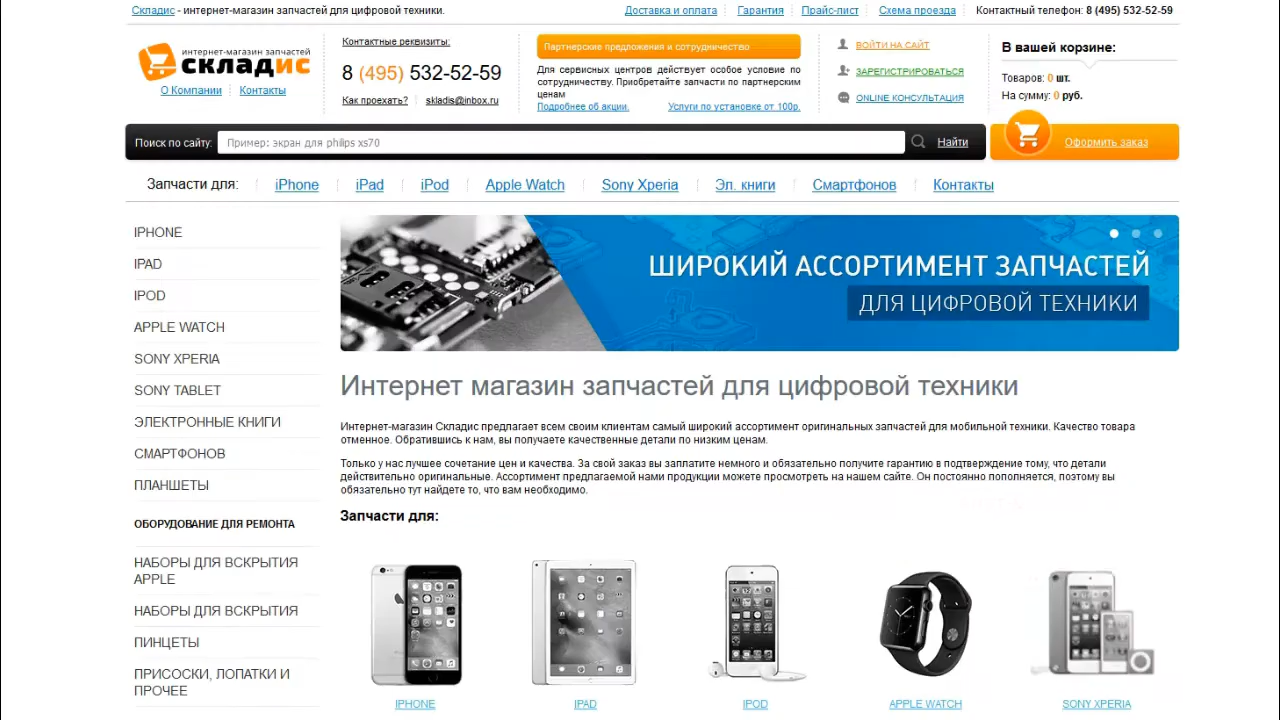 Складис - интернет-магазин запчастей для цифровой техники.
Доставка и оплата
Гарантия
Прайс-лист
Схема проезда
Контактный телефон: 8 (495) 532-52-59
интернет-магазин запчастей
складис
О Компании
Контакты
Контактные реквизиты:
8 (495) 532-52-59
Как проехать?
skladis@inbox.ru
Партнерские предложения и сотрудничество
Для сервисных центров действует особое условие по
сотрудничеству. Приобретайте запчасти по партнерским
ценам
Подробнее об акции.
Услуги по установке от 100р.
ВОЙТИ НА САЙТ
ЗАРЕГИСТРИРОВАТЬСЯ
ONLINE КОНСУЛЬТАЦИЯ
В вашей корзине:
Товаров: 0 шт.
На сумму: 0 руб.
Оформить заказ
Поиск по сайту:
Пример: экран для philips xs70
Найти
Запчасти для:
iPhone
iPad
iPod
Apple Watch
Sony Xperia
Эл. книги
Смартфонов
Контакты
IPHONE
IPAD
IPOD
APPLE WATCH
SONY XPERIA
SONY TABLET
ЭЛЕКТРОННЫЕ КНИГИ
СМАРТФОНОВ
ПЛАНШЕТЫ
ОБОРУДОВАНИЕ ДЛЯ РЕМОНТА
НАБОРЫ ДЛЯ ВСКРЫТИЯ
APPLE
НАБОРЫ ДЛЯ ВСКРЫТИЯ
ПИНЦЕТЫ
ПРИСОСКИ, ЛОПАТКИ И
ПРОЧЕЕ
ШИРОКИЙ АССОРТИМЕНТ ЗАПЧАСТЕЙ
ДЛЯ ЦИФРОВОЙ ТЕХНИКИ
Интернет магазин запчастей для цифровой техники
Интернет-магазин Складис предлагает всем своим клиентам самый широкий ассортимент оригинальных запчастей для мобильной техники. Качество товара
отменное. Обратившись к нам, вы получаете качественные детали по низким ценам.
Только у нас лучшее сочетание цен и качества. За свой заказ вы заплатите немного и обязательно получите гарантию в подтверждение тому, что детали
действительно оригинальные. Ассортимент предлагаемой нами продукции можете просмотреть на нашем сайте. Он постоянно пополняется, поэтому вы
обязательно тут найдете то, что вам необходимо.
Запчасти для:
IPHONE
IPAD
IPOD
APPLE WATCH
SONY XPERIA